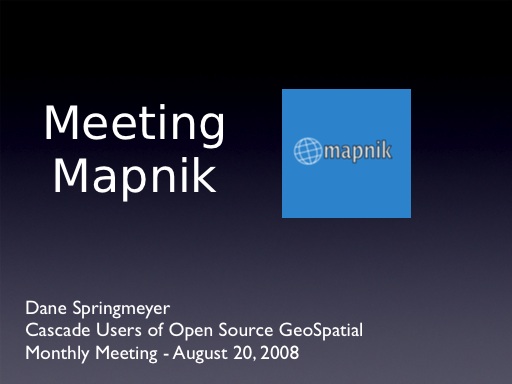 Meeting
Mapnik
mapnik
Dane Springmeyer
Cascade Users of Open Source GeoSpatial
Monthly Meeting - August 20, 2008